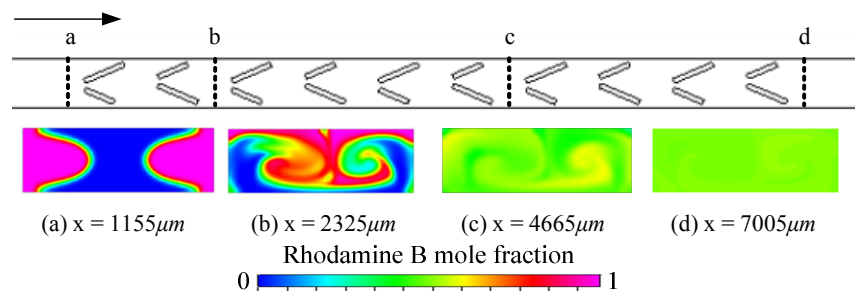 a b c d
(a) x = 1155μm (b) x = 2325μm (c) x = 4665μm (d) x = 7005μm
Rhodamine B mole fraction
0 1